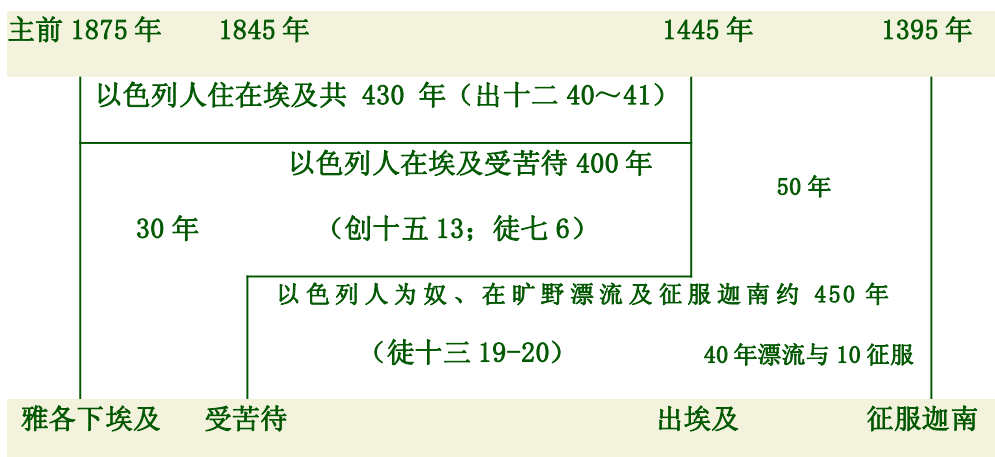 主前 1875 年 1845 年 1445 年 1395 年
以色列人住在埃及共 430 年（出十二 40～41）
以色列人在埃及受苦待 400 年
50 年
30 年 （创十五 13；徒七 6）
以色列人为奴、在旷野漂流及征服迦南约 450 年
（徒十三 19-20） 40 年漂流与 10 征服
雅各下埃及 受苦待 出埃及 征服迦南